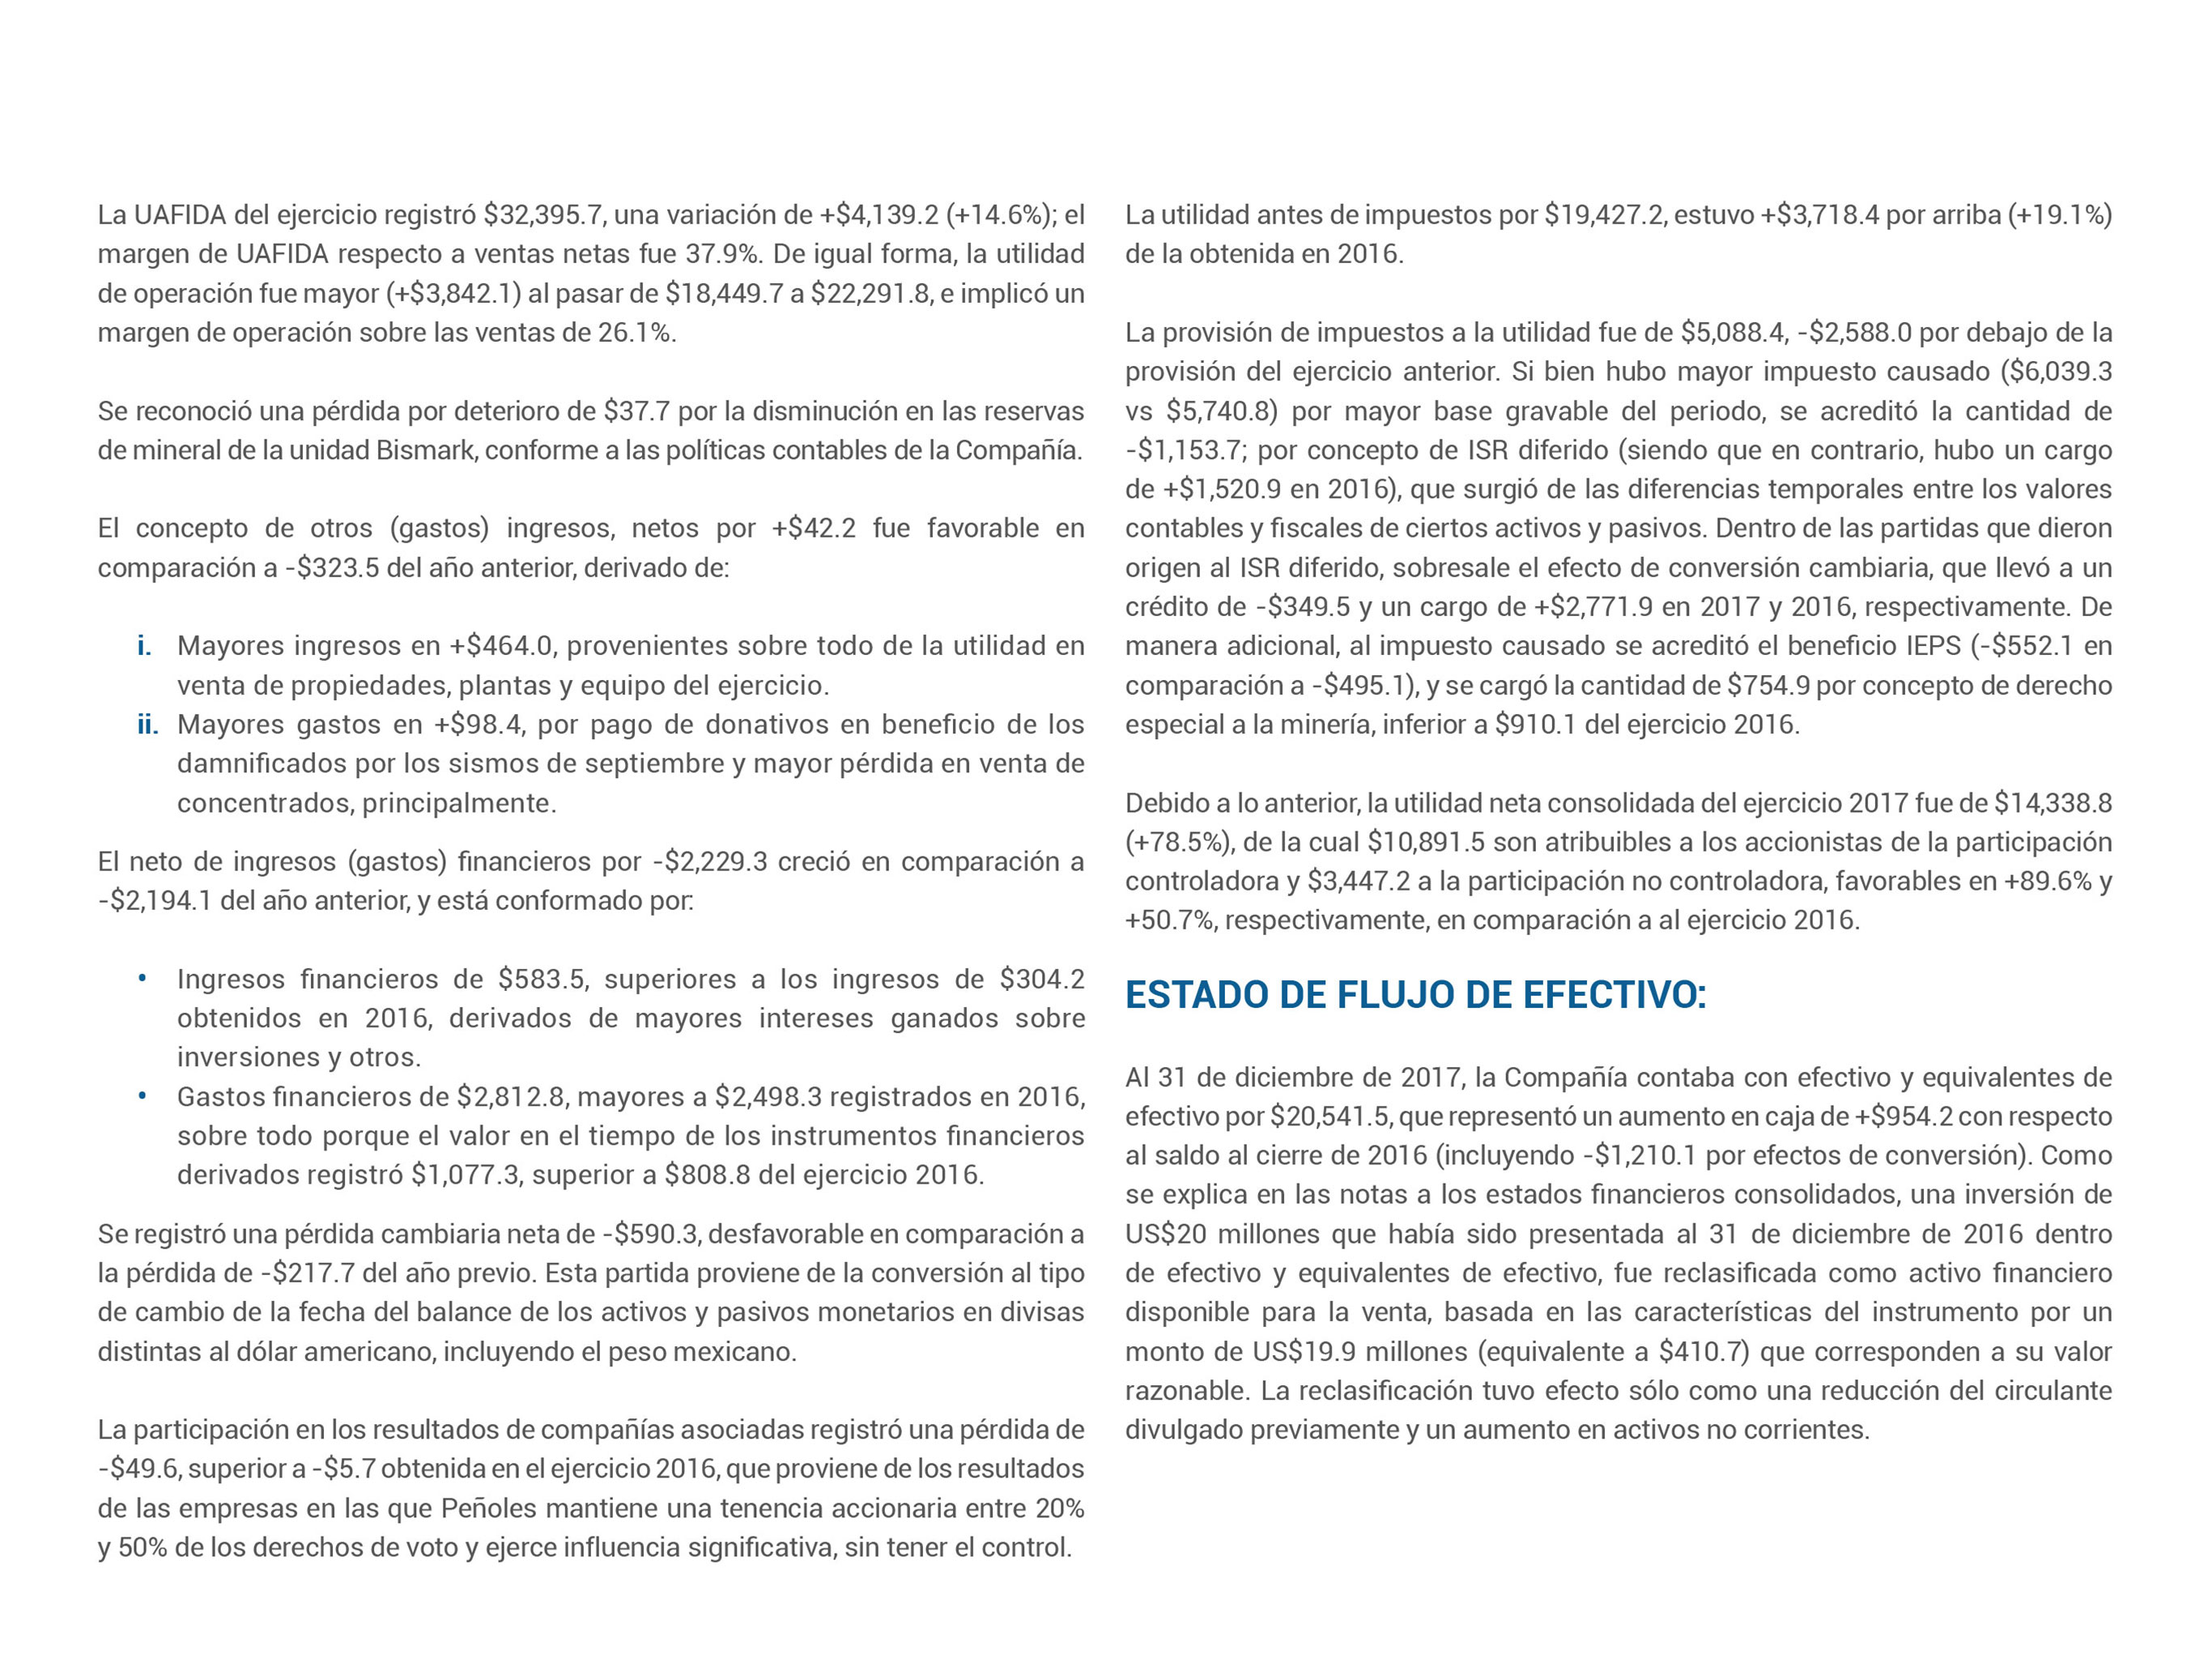 La UAFIDA del ejercicio registró $32,395.7, una variación de +$4,139.2 (+14.6%); el
margen de UAFIDA respecto a ventas netas fue 37.9%. De igual forma, la utilidad
de operación fue mayor (+$3,842.1) al pasar de $18,449.7 a $22,291.8, e implicó un
margen de operación sobre las ventas de 26.1%.
Se reconoció una pérdida por deterioro de $37.7 por la disminución en las reservas
de mineral de la unidad Bismark, conforme a las políticas contables de la Compañía.
El concepto de otros (gastos) ingresos, netos por +$42.2 fue favorable en
comparación a -$323.5 del año anterior, derivado de:
i. Mayores ingresos en +$464.0, provenientes sobre todo de la utilidad en
venta de propiedades, plantas y equipo del ejercicio.
ii. Mayores gastos en +$98.4, por pago de donativos en beneficio de los
damnificados por los sismos de septiembre y mayor pérdida en venta de
concentrados, principalmente.
El neto de ingresos (gastos) financieros por -$2,229.3 creció en comparación a
-$2,194.1 del año anterior, y está conformado por:
• Ingresos financieros de $583.5, superiores a los ingresos de $304.2
obtenidos en 2016, derivados de mayores intereses ganados sobre
inversiones y otros.
• Gastos financieros de $2,812.8, mayores a $2,498.3 registrados en 2016,
sobre todo porque el valor en el tiempo de los instrumentos financieros
derivados registró $1,077.3, superior a $808.8 del ejercicio 2016.
Se registró una pérdida cambiaria neta de -$590.3, desfavorable en comparación a
la pérdida de -$217.7 del año previo. Esta partida proviene de la conversión al tipo
de cambio de la fecha del balance de los activos y pasivos monetarios en divisas
distintas al dólar americano, incluyendo el peso mexicano.
La participación en los resultados de compañías asociadas registró una pérdida de
-$49.6, superior a -$5.7 obtenida en el ejercicio 2016, que proviene de los resultados
de las empresas en las que Peñoles mantiene una tenencia accionaria entre 20%
y 50% de los derechos de voto y ejerce influencia significativa, sin tener el control.
La utilidad antes de impuestos por $19,427.2, estuvo +$3,718.4 por arriba (+19.1%)
de la obtenida en 2016.
La provisión de impuestos a la utilidad fue de $5,088.4, -$2,588.0 por debajo de la
provisión del ejercicio anterior. Si bien hubo mayor impuesto causado ($6,039.3
vs $5,740.8) por mayor base gravable del periodo, se acreditó la cantidad de
-$1,153.7; por concepto de ISR diferido (siendo que en contrario, hubo un cargo
de +$1,520.9 en 2016), que surgió de las diferencias temporales entre los valores
contables y fiscales de ciertos activos y pasivos. Dentro de las partidas que dieron
origen al ISR diferido, sobresale el efecto de conversión cambiaria, que llevó a un
crédito de -$349.5 y un cargo de +$2,771.9 en 2017 y 2016, respectivamente. De
manera adicional, al impuesto causado se acreditó el beneficio IEPS (-$552.1 en
comparación a -$495.1), y se cargó la cantidad de $754.9 por concepto de derecho
especial a la minería, inferior a $910.1 del ejercicio 2016.
Debido a lo anterior, la utilidad neta consolidada del ejercicio 2017 fue de $14,338.8
(+78.5%), de la cual $10,891.5 son atribuibles a los accionistas de la participación
controladora y $3,447.2 a la participación no controladora, favorables en +89.6% y
+50.7%, respectivamente, en comparación a al ejercicio 2016.
ESTADO DE FLUJO DE EFECTIVO:
Al 31 de diciembre de 2017, la Compañía contaba con efectivo y equivalentes de
efectivo por $20,541.5, que representó un aumento en caja de +$954.2 con respecto
al saldo al cierre de 2016 (incluyendo -$1,210.1 por efectos de conversión). Como
se explica en las notas a los estados financieros consolidados, una inversión de
US$20 millones que había sido presentada al 31 de diciembre de 2016 dentro
de efectivo y equivalentes de efectivo, fue reclasificada como activo financiero
disponible para la venta, basada en las características del instrumento por un
monto de US$19.9 millones (equivalente a $410.7) que corresponden a su valor
razonable. La reclasificación tuvo efecto sólo como una reducción del circulante
divulgado previamente y un aumento en activos no corrientes.